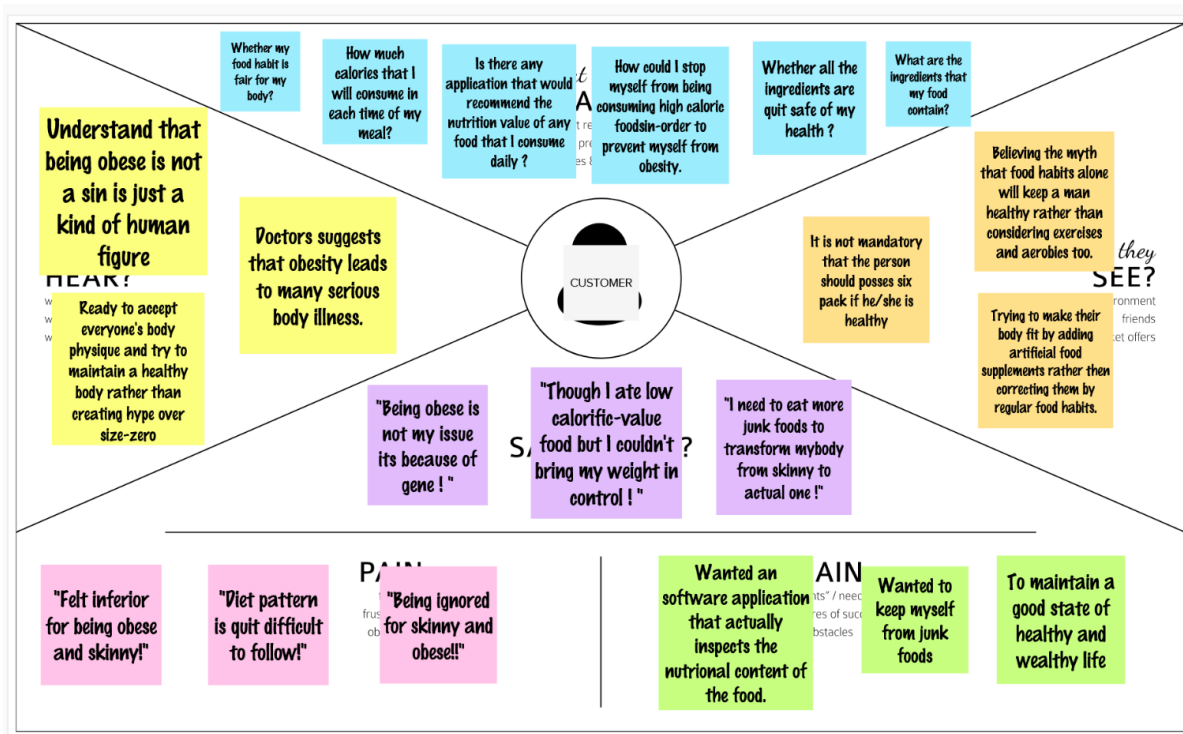 Whether my
food habit is
fair for my
body?
How much
calories that I
will consume in
each time of my
meal?
Is there any
application that would
recommend the
nutrition value of any
food that I consume
daily ?
How could I stop
myself from being
consuming high caloric
foodsin-order to
prevent myself from
obesity.
Whether all the
ingredients are
quit safe of my
health ?
What are the
ingredients that
my food
contain?
Understand that
being obese is not
a sin is just a
kind of human
figure
HEAR?
Doctors suggests
that obesity leads
to many serious
body illness.
Ready to accept
everyone's body
physique and try to
maintain a healthy
body rather than
creating hype over
size-zero
CUSTOMER
It is not mandatory
that the person
should posses six
pack if he/she is
healthy
Believing the myth
that food habits alone
will keep a man
healthy rather than
considering exercises
and aerobics too.
they
SEE?
friends
offers
Trying to make their
body fit by adding
artificial food
supplements rather then
correcting them by
regular food habits.
"Being obese is
not my issue
its because of
gene ! "
"Though I ate low
calorific-value
food but I couldn't
bring my weight in
control ! "
"I need to eat more
junk foods to
transform mybody
from skinny to
actual one !"
PAIN
"Felt inferior
for being obese
and skinny!"
"Diet pattern
is quit difficult
to follow!"
"Being ignored
for skinny and
obese!!"
Wanted an
software application
that actually
inspects the
nutrional content of
the food.
AIN
obstacles
Wanted to
keep myself
from junk
foods
To maintain a
good state of
healthy and
wealthy life